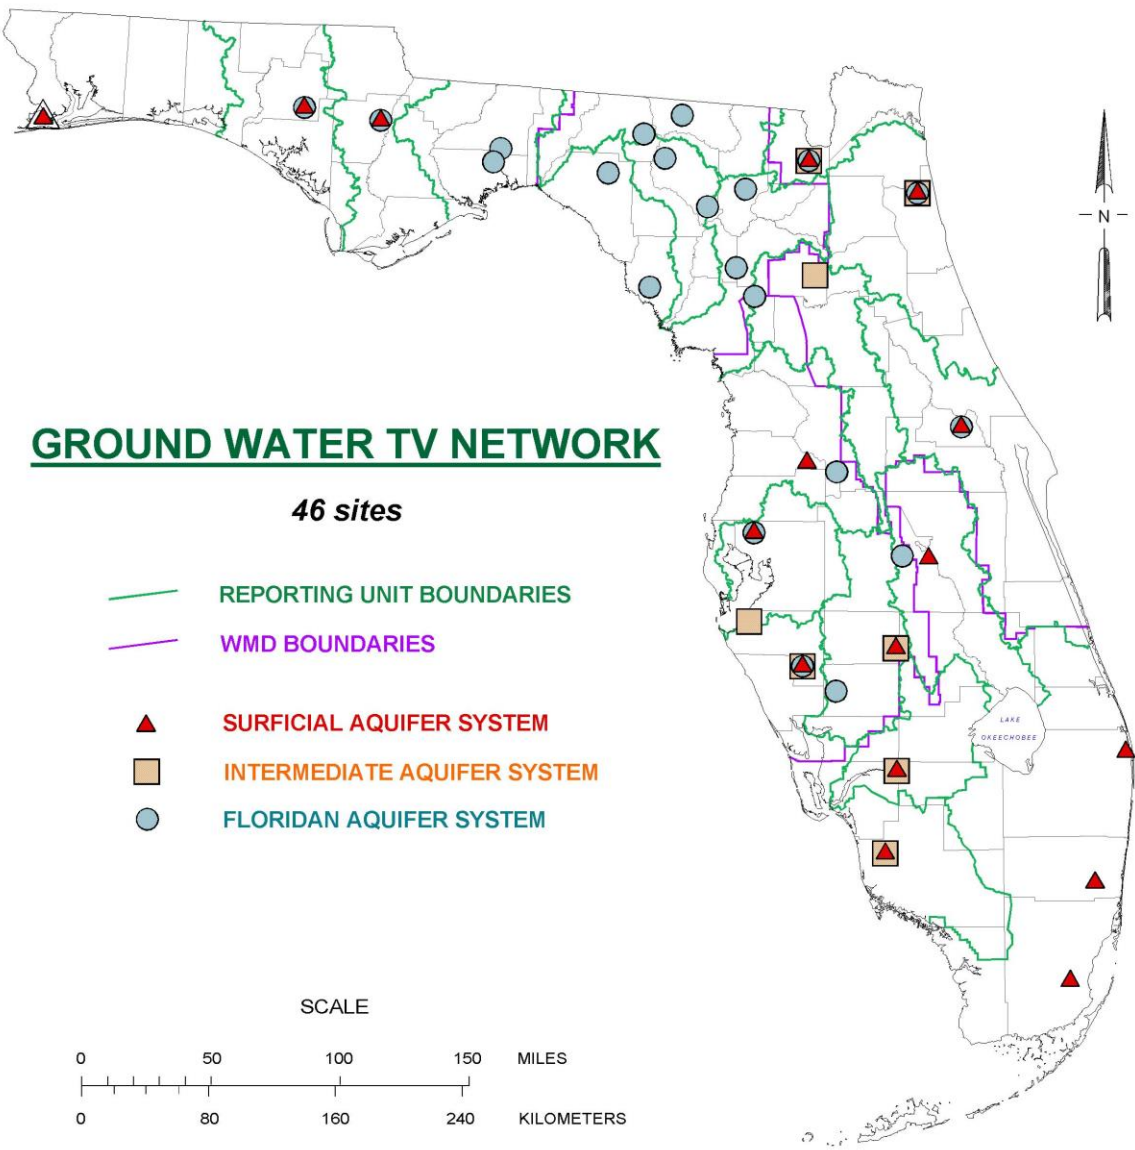 N
LAKE
OKEECHOBEE
GROUND WATER TV NETWORK
46 sites
REPORTING UNIT BOUNDARIES
WMD BOUNDARIES
SURFICIAL AQUIFER SYSTEM
INTERMEDIATE AQUIFER SYSTEM
FLORIDAN AQUIFER SYSTEM
SCALE
0 50 100 150 MILES
0 80 160 240 KILOMETERS